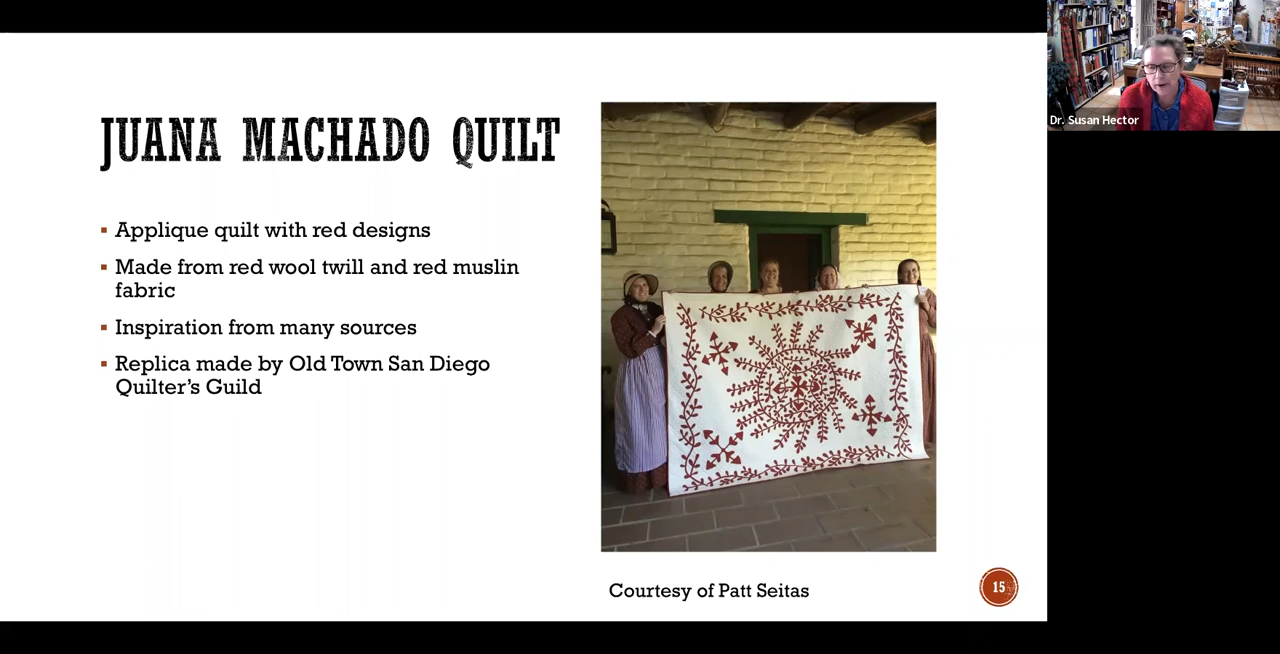 JUANA MACHADO QUILT
▪ Applique quilt with red designs
▪ Made from red wool twill and red muslin
fabric
▪ Inspiration from many sources
▪ Replica made by Old Town San Diego
Quilter's Guild
Courtesy of Patt Seitas
15
Dr. Susan Hector